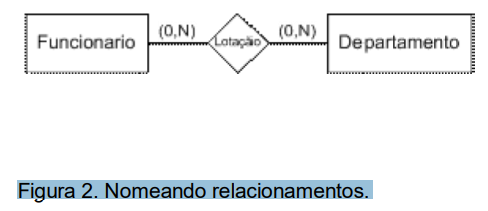 Funcionario (0,N) Lotação (0,N) Departamento
Figura 2. Nomeando relacionamentos.